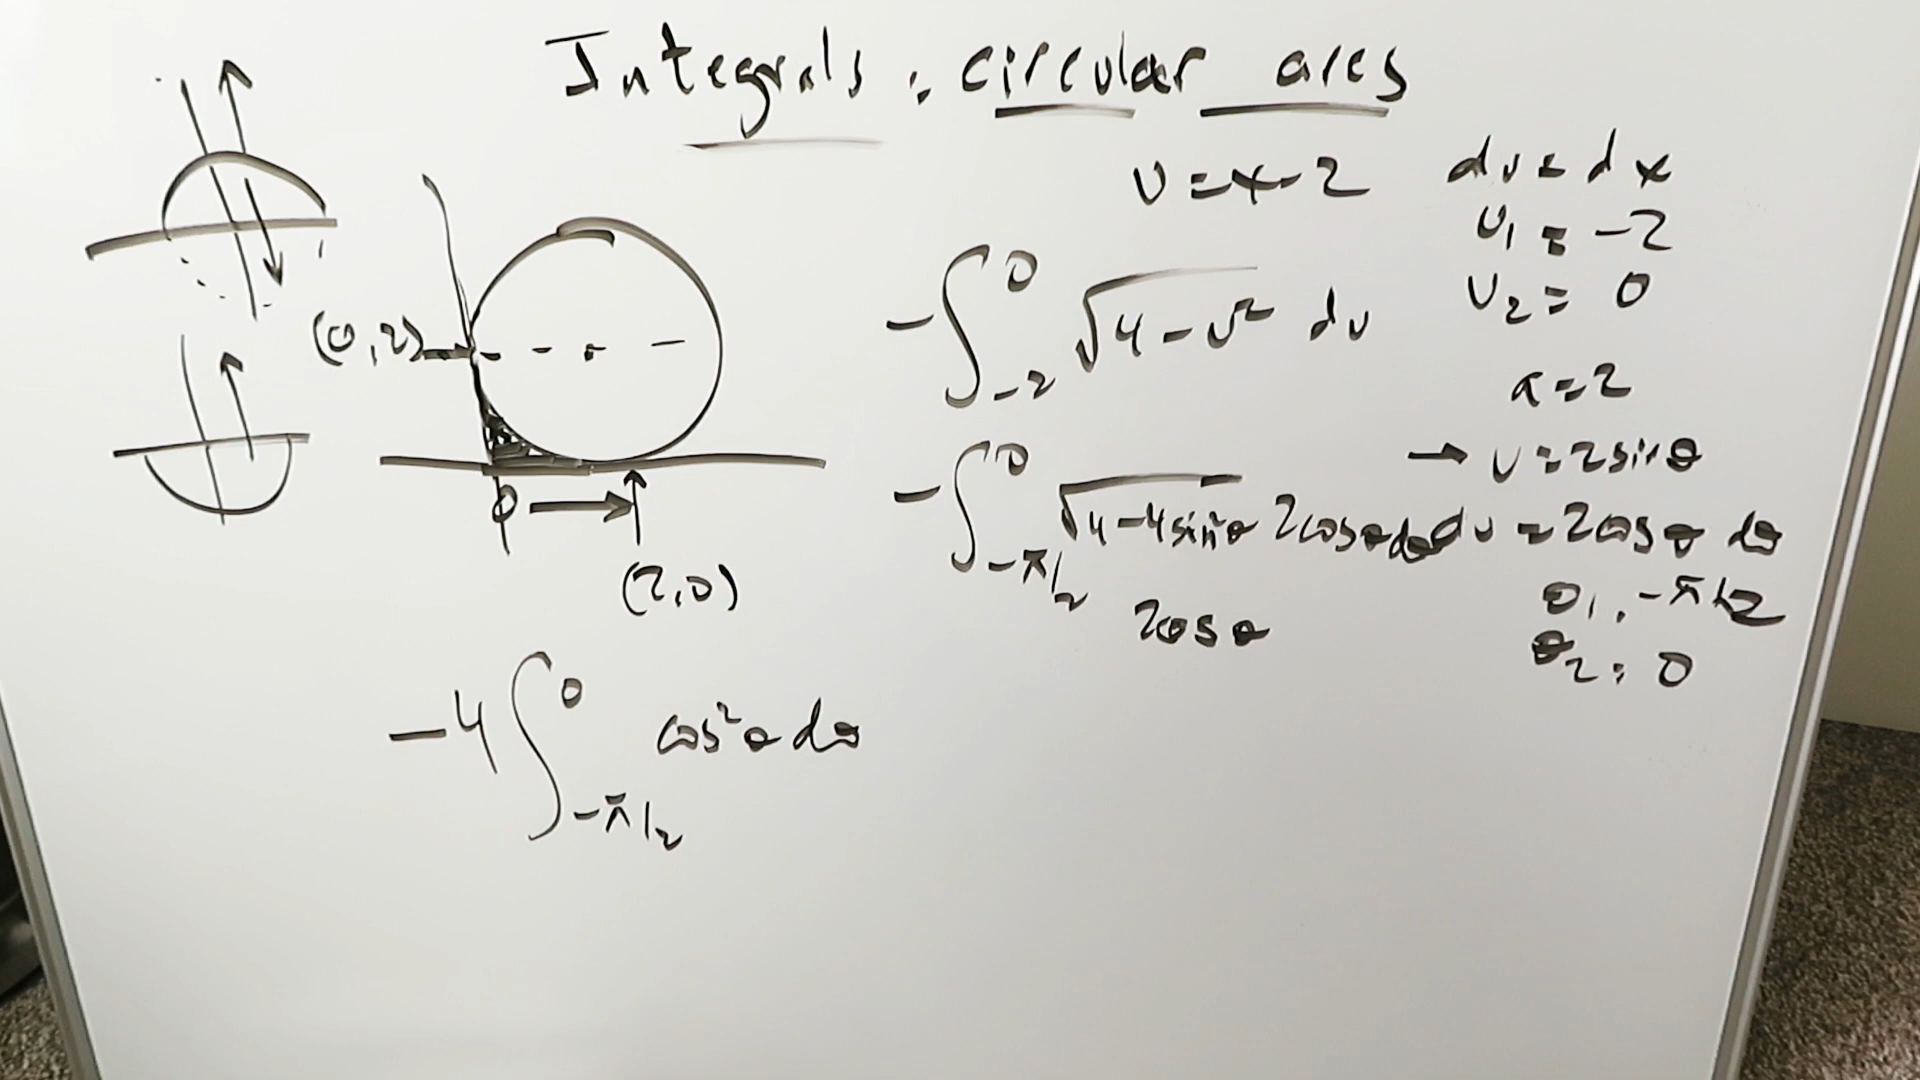 Integrals : circular arcs
u = x - 2 du = dx
u₁ = -2
u₂ = 0
-∫₋₂⁰ √(4 - u²) du
a = 2
→ u = 2sinθ
-∫₋π/₂⁰ √(4 - 4sin²θ) 2cosθ dθ du = 2cosθ dθ
θ₁ : -π/2
θ₂ : 0
2cosθ
(0,2)
0
(2,0)
-4 ∫₋π/₂⁰ cos²θ dθ